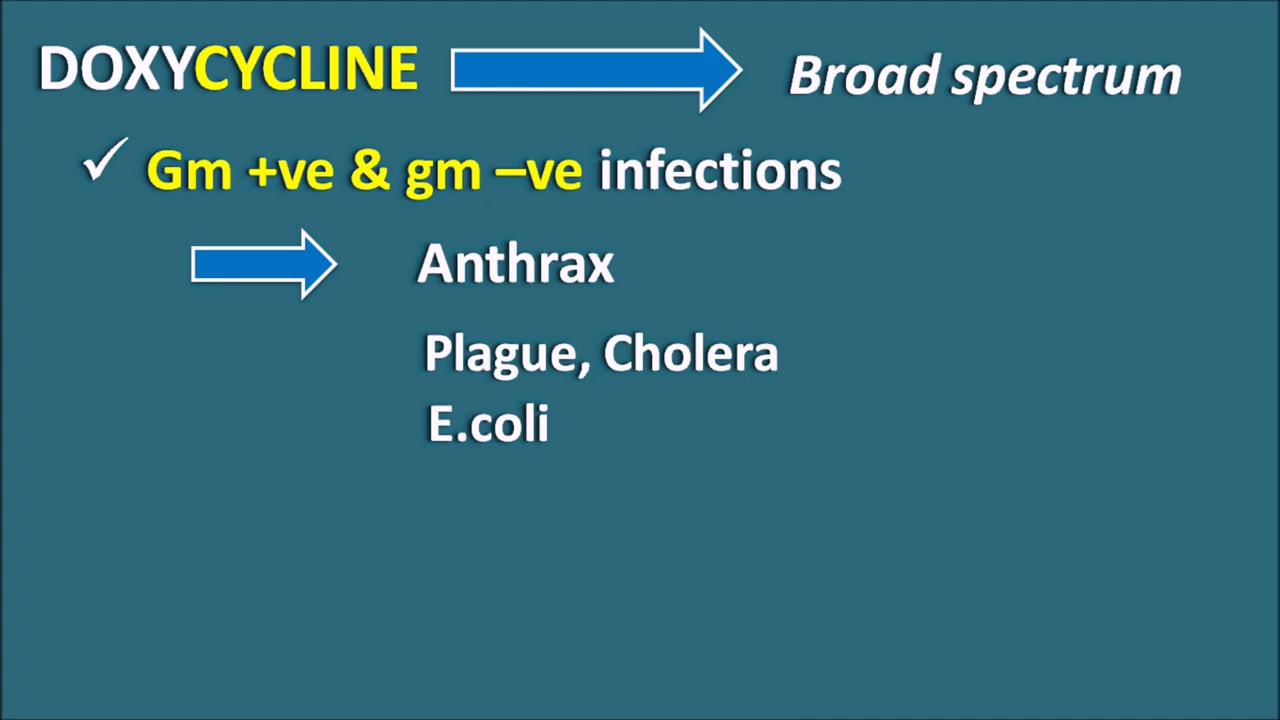 DOXYCYCLINE Broad spectrum
✓ Gm +ve & gm –ve infections
Anthrax
Plague, Cholera
E.coli